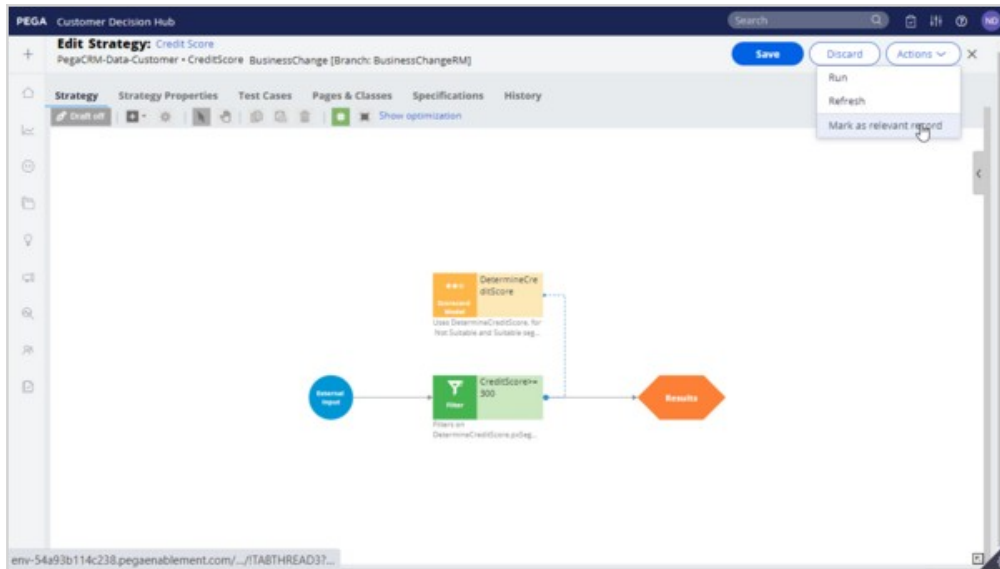 PEGA Customer Decision Hub
Search
ND
Edit Strategy: Credit Score
PegaCRM-Data-Customer • CreditScore BusinessChange [Branch: BusinessChangeRM]
Save
Discard
Actions
Run
Refresh
Mark as relevant record
Strategy Strategy Properties Test Cases Pages & Classes Specifications History
Draft off
Show optimization
DetermineCre
ditScore
Scorecard
Model
Uses DetermineCreditScore, for
Not Suitable and Suitable seg...
External
Input
CreditScore>=
300
Filter
Filters on
DetermineCreditScore.pxSeg...
Results
env-54a93b114c238.pegaenablement.com/.../!TABTHREAD3?...